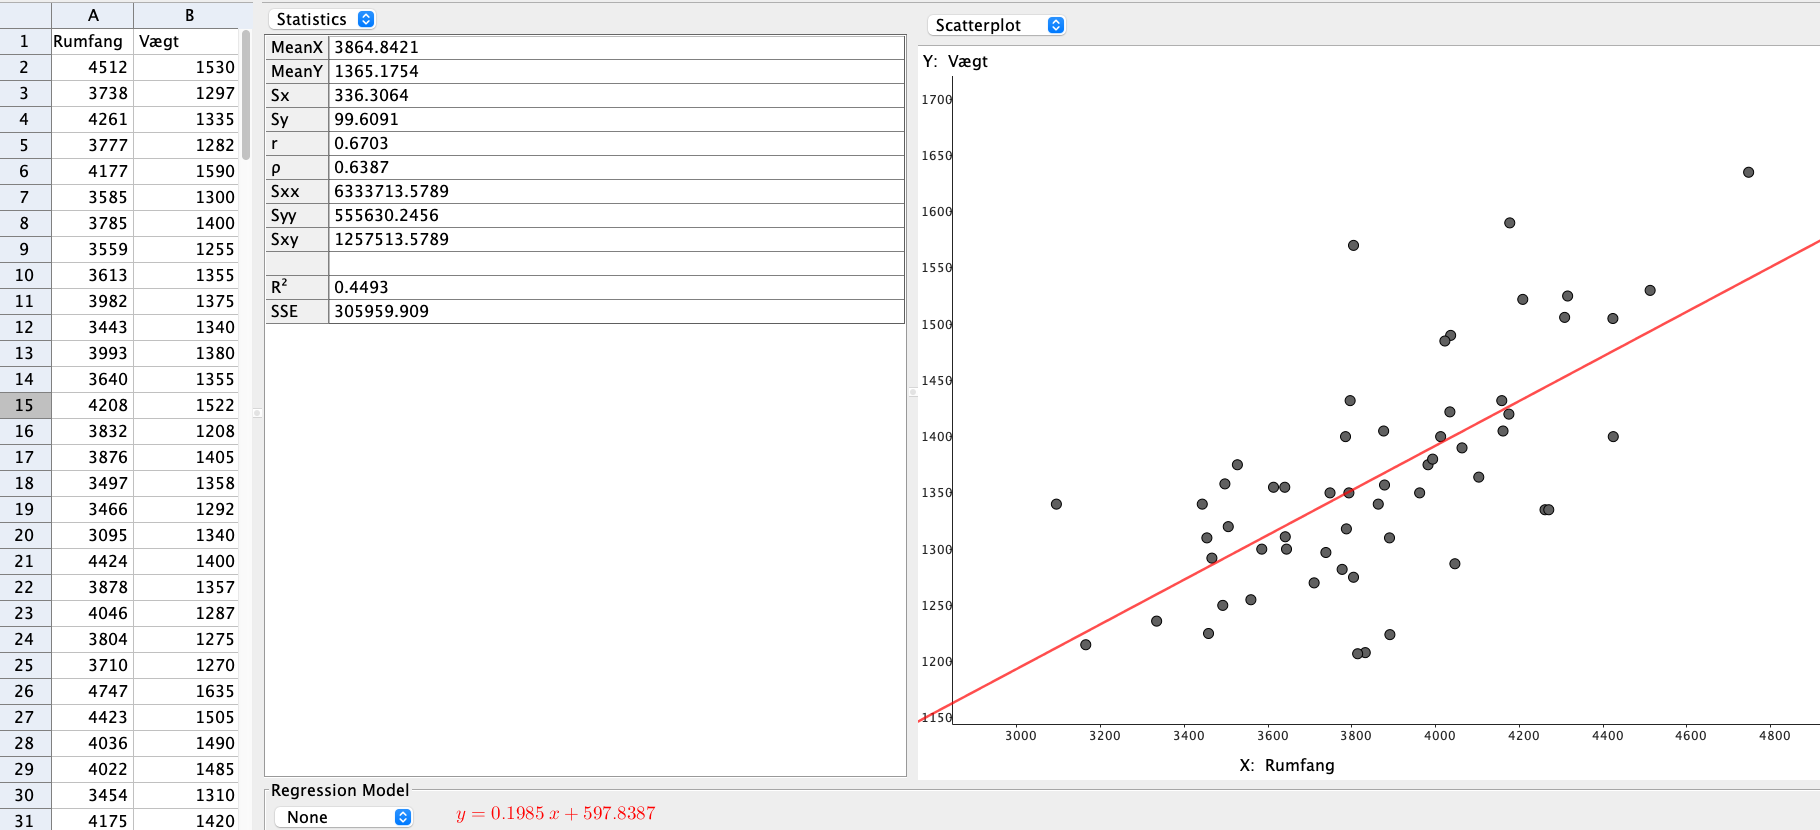 A B
1 Rumfang Vægt
2 4512 1530
3 3738 1297
4 4261 1335
5 3777 1282
6 4177 1590
7 3585 1300
8 3785 1400
9 3559 1255
10 3613 1355
11 3982 1375
12 3443 1340
13 3993 1380
14 3640 1355
15 4208 1522
16 3832 1208
17 3876 1405
18 3497 1358
19 3466 1292
20 3095 1340
21 4424 1400
22 3878 1357
23 4046 1287
24 3804 1275
25 3710 1270
26 4747 1635
27 4423 1505
28 4036 1490
29 4022 1485
30 3454 1310
31 4175 1420
Statistics
MeanX 3864.8421
MeanY 1365.1754
Sx 336.3064
Sy 99.6091
r 0.6703
ρ 0.6387
Sxx 6333713.5789
Syy 555630.2456
Sxy 1257513.5789
R² 0.4493
SSE 305959.909
Scatterplot
Y: Vægt
1700
1650
1600
1550
1500
1450
1400
1350
1300
1250
1200
1150
3000 3200 3400 3600 3800 4000 4200 4400 4600 4800
X: Rumfang
Regression Model
None
y = 0.1985 x + 597.8387